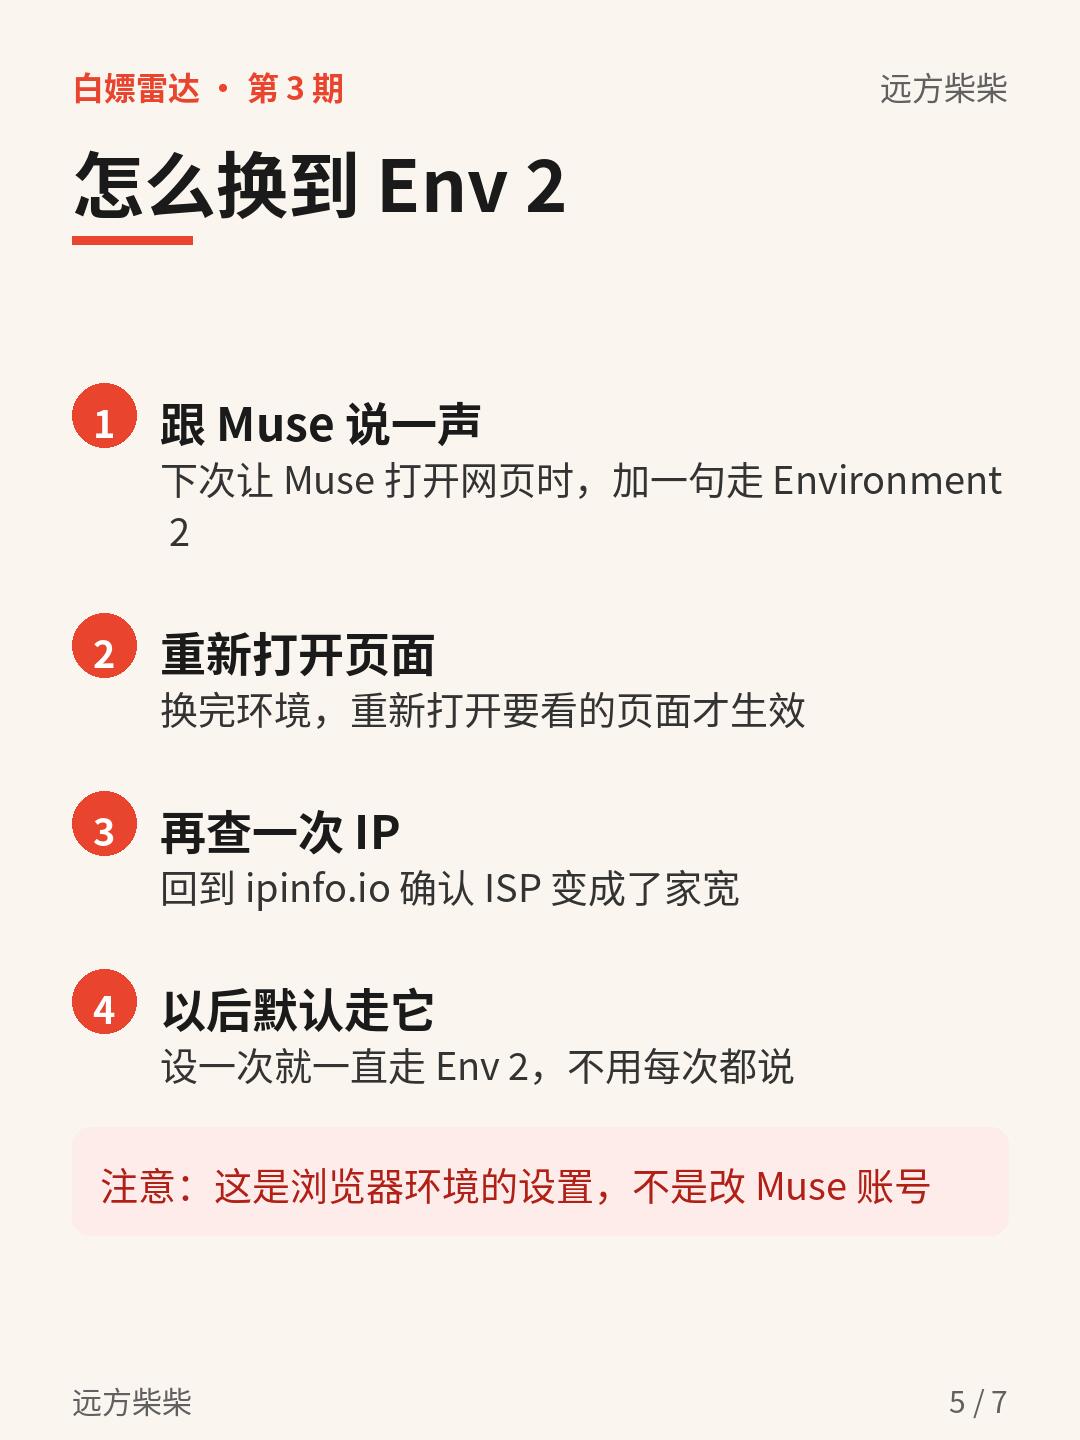 白嫖雷达 · 第 3 期
远方柴柴
怎么换到 Env 2
1
跟 Muse 说一声
下次让 Muse 打开网页时，加一句走 Environment
2
2
重新打开页面
换完环境，重新打开要看的页面才生效
3
再查一次 IP
回到 ipinfo.io 确认 ISP 变成了家宽
4
以后默认走它
设一次就一直走 Env 2，不用每次都说
注意：这是浏览器环境的设置，不是改 Muse 账号
远方柴柴
5 / 7